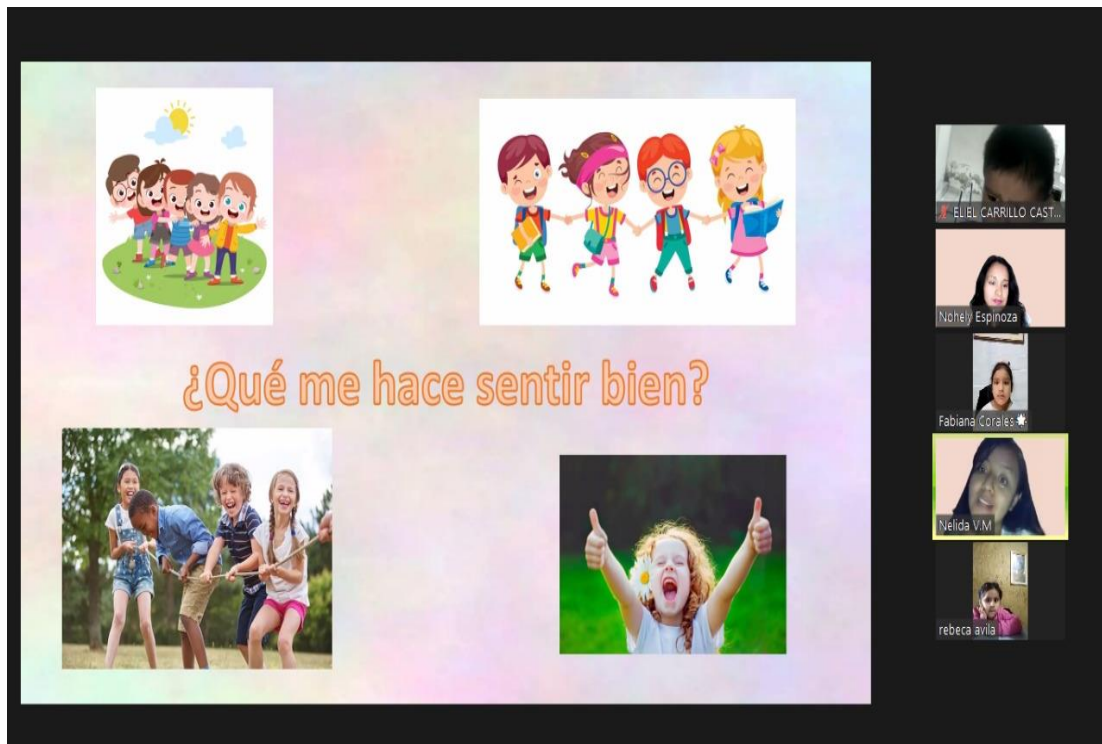 ¿Qué me hace sentir bien?
ELIEL CARRILLO CAST...
Nohely Espinoza
Fabiana Corales
Nelida V.M
rebeca avila